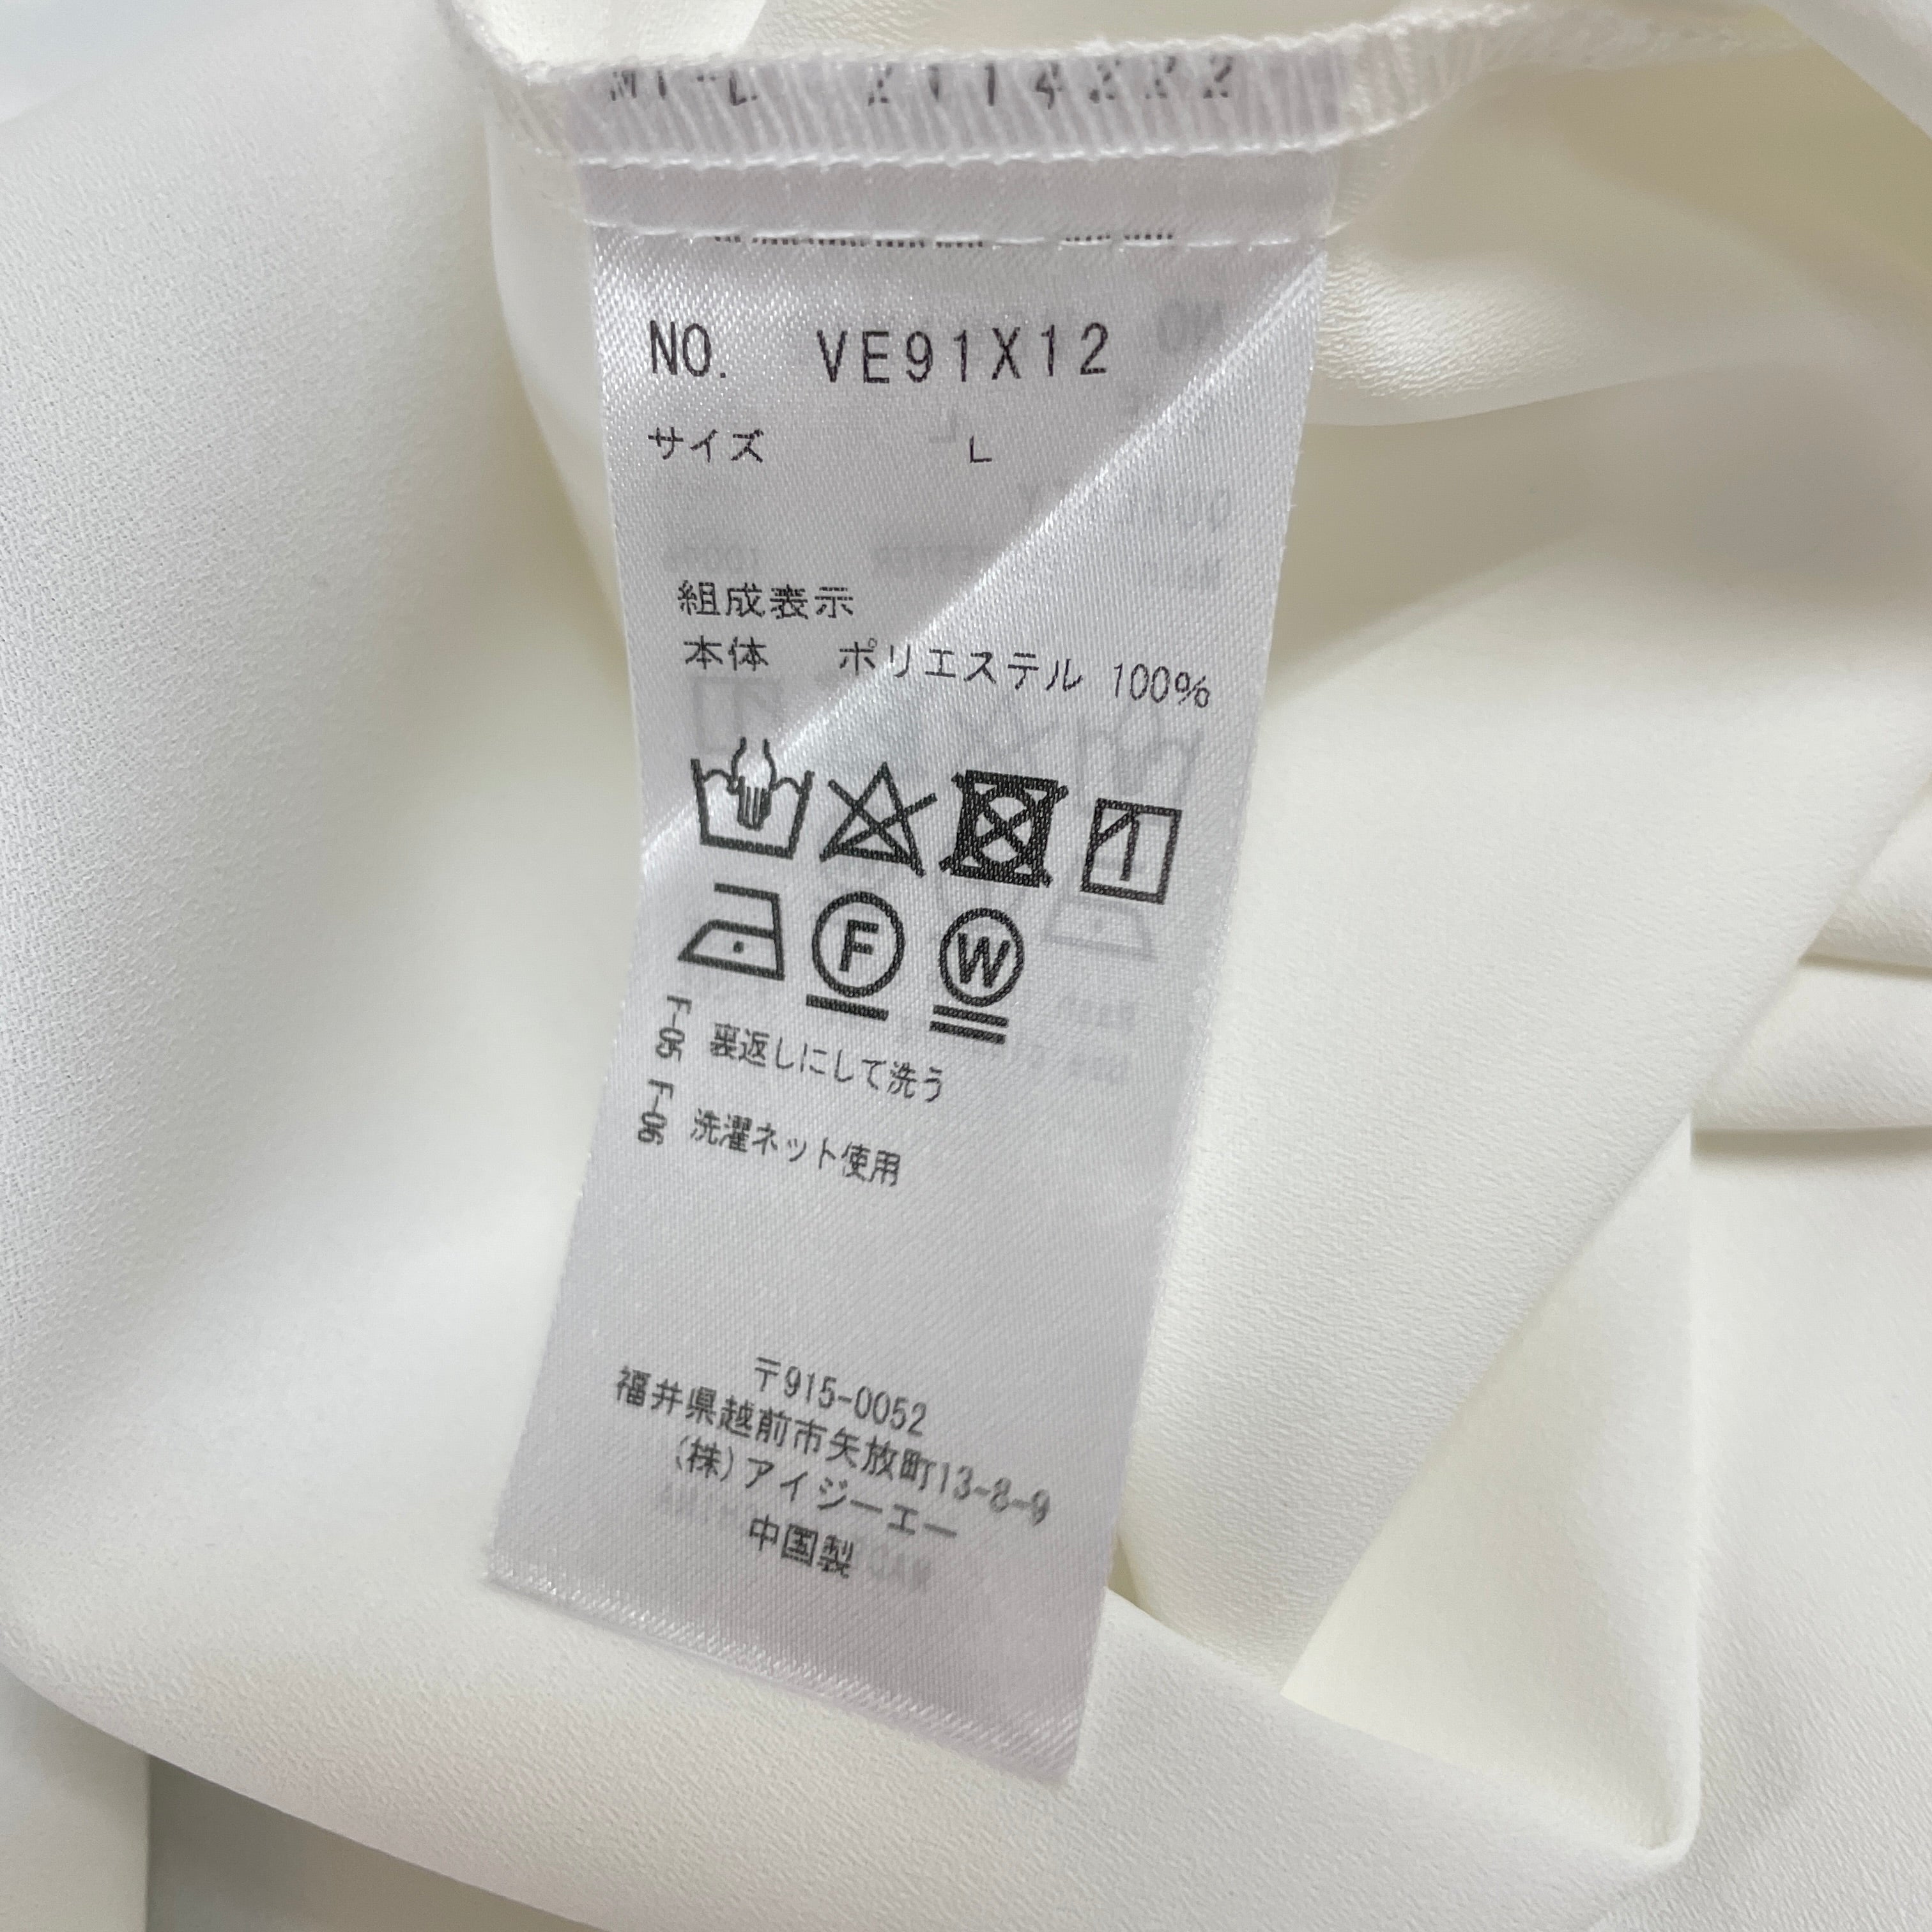 2114222
NO. VE91X12
サイズ L
組成表示
本体 ポリエステル 100%
F
W
F-05 裏返しにして洗う
F-06 洗濯ネット使用
〒915-0052
福井県越前市矢放町13-8-9
(株)アイジーエー
中国製